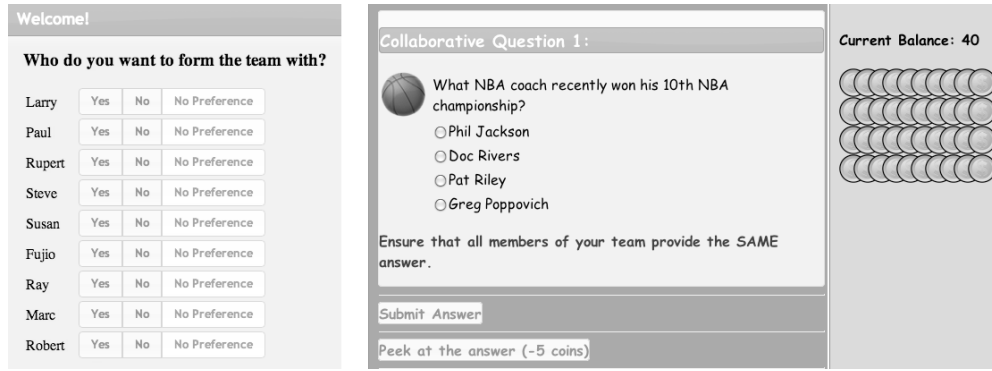 Welcome!
Who do you want to form the team with?
Larry Yes No No Preference
Paul Yes No No Preference
Rupert Yes No No Preference
Steve Yes No No Preference
Susan Yes No No Preference
Fujio Yes No No Preference
Ray Yes No No Preference
Marc Yes No No Preference
Robert Yes No No Preference
Collaborative Question 1:
What NBA coach recently won his 10th NBA
championship?
Phil Jackson
Doc Rivers
Pat Riley
Greg Poppovich
Ensure that all members of your team provide the SAME
answer.
Submit Answer
Peek at the answer (-5 coins)
Current Balance: 40